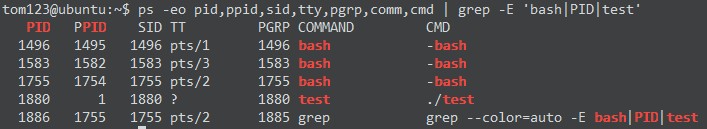 tom123@ubuntu:~$ ps -eo pid,ppid,sid,tty,pgrp,comm,cmd | grep -E 'bash|PID|test'
PID PPID SID TT PGRP COMMAND CMD
1496 1495 1496 pts/1 1496 bash -bash
1583 1582 1583 pts/3 1583 bash -bash
1755 1754 1755 pts/2 1755 bash -bash
1880 1 1880 ? 1880 test ./test
1886 1755 1755 pts/2 1885 grep grep --color=auto -E bash|PID|test